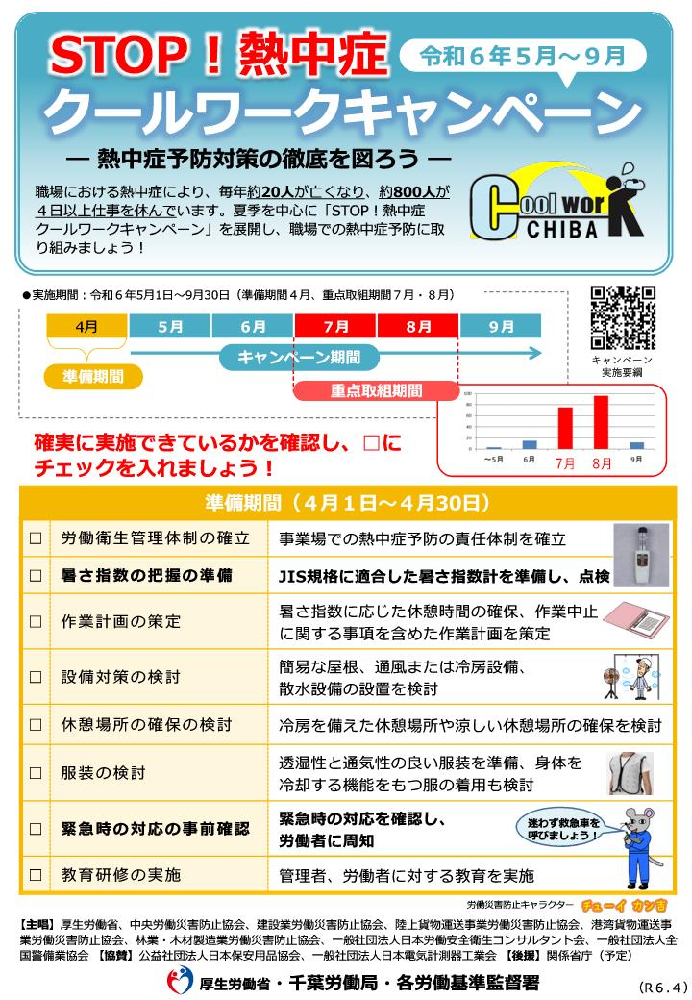 STOP！熱中症
令和６年５月～９月
クールワークキャンペーン
― 熱中症予防対策の徹底を図ろう ―
職場における熱中症により、毎年約20人が亡くなり、約800人が
４日以上仕事を休んでいます。夏季を中心に「STOP！熱中症
クールワークキャンペーン」を展開し、職場での熱中症予防に取
り組みましょう！
Cool worK
CHIBA
●実施期間：令和６年5月1日～9月30日（準備期間４月、重点取組期間７月・８月）
4月 ５月 ６月 ７月 ８月 ９月
キャンペーン期間
準備期間
重点取組期間
キャンペーン
実施要綱
100
80
60
40
20
0
～5月 6月 7月 8月 9月
確実に実施できているかを確認し、□に
チェックを入れましょう！
準備期間（４月１日～４月30日）
□ 労働衛生管理体制の確立 事業場での熱中症予防の責任体制を確立
□ 暑さ指数の把握の準備 JIS規格に適合した暑さ指数計を準備し、点検
□ 作業計画の策定 暑さ指数に応じた休憩時間の確保、作業中止
に関する事項を含めた作業計画を策定
□ 設備対策の検討 簡易な屋根、通風または冷房設備、
散水設備の設置を検討
□ 休憩場所の確保の検討 冷房を備えた休憩場所や涼しい休憩場所の確保を検討
□ 服装の検討 透湿性と通気性の良い服装を準備、身体を
冷却する機能をもつ服の着用も検討
□ 緊急時の対応の事前確認 緊急時の対応を確認し、
労働者に周知
迷わず救急車を
呼びましょう！
□ 教育研修の実施 管理者、労働者に対する教育を実施
労働災害防止キャラクター チューイ カン吉
【主唱】厚生労働省、中央労働災害防止協会、建設業労働災害防止協会、陸上貨物運送事業労働災害防止協会、港湾貨物運送事
業労働災害防止協会、林業・木材製造業労働災害防止協会、一般社団法人日本労働安全衛生コンサルタント会、一般社団法人全
国警備業協会 【協賛】公益社団法人日本保安用品協会、一般社団法人日本電気計測器工業会 【後援】関係省庁（予定）
厚生労働省・千葉労働局・各労働基準監督署
（R６.４）